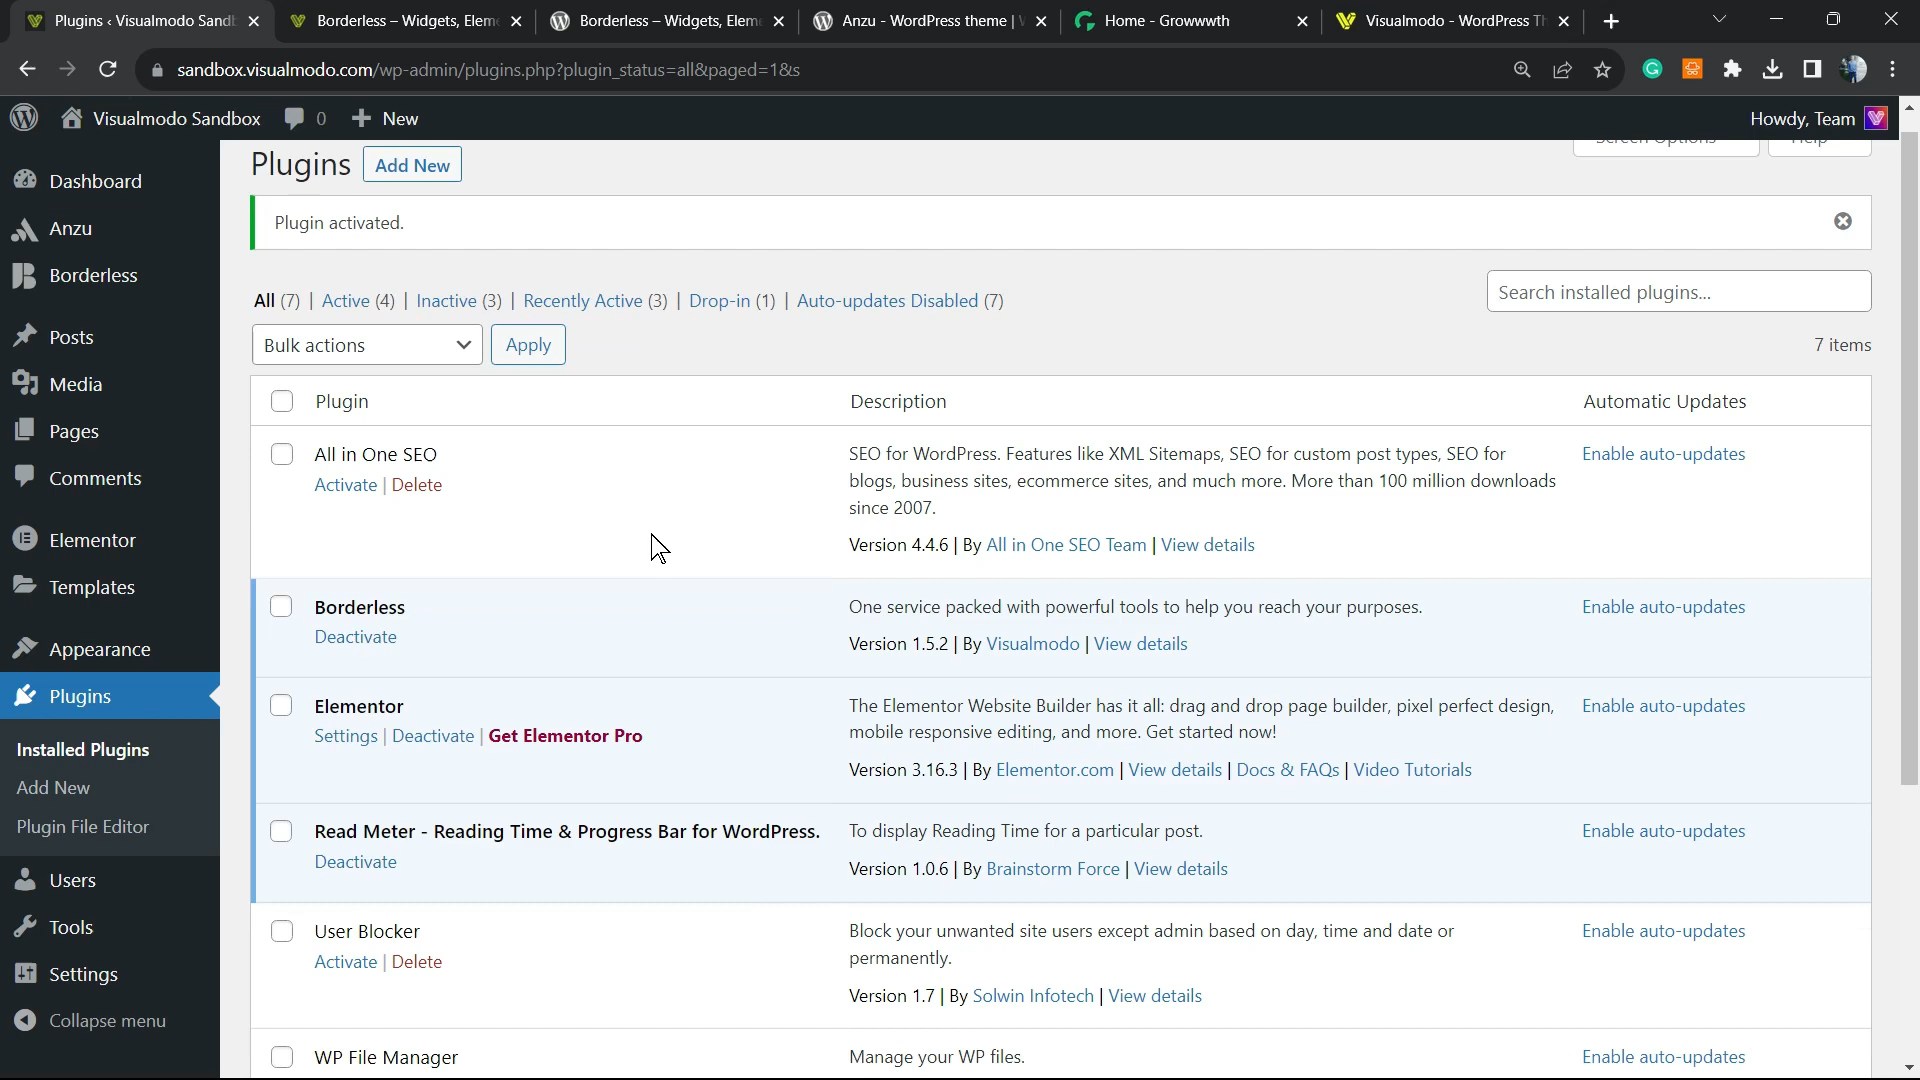 Plugins ‹ Visualmodo Sandb
Borderless – Widgets, Elem
Borderless – Widgets, Elem
Anzu - WordPress theme |
Home - Growwwth
Visualmodo - WordPress Th
sandbox.visualmodo.com/wp-admin/plugins.php?plugin_status=all&paged=1&s
Visualmodo Sandbox
0
New
Howdy, Team
Dashboard
Anzu
Borderless
Posts
Media
Pages
Comments
Elementor
Templates
Appearance
Plugins
Installed Plugins
Add New
Plugin File Editor
Users
Tools
Settings
Collapse menu
Screen Options
Help
Plugins
Add New
Plugin activated.
All (7) | Active (4) | Inactive (3) | Recently Active (3) | Drop-in (1) | Auto-updates Disabled (7)
Search installed plugins...
Bulk actions
Apply
7 items
Plugin
Description
Automatic Updates
All in One SEO
Activate | Delete
SEO for WordPress. Features like XML Sitemaps, SEO for custom post types, SEO for
blogs, business sites, ecommerce sites, and much more. More than 100 million downloads
since 2007.
Version 4.4.6 | By All in One SEO Team | View details
Enable auto-updates
Borderless
Deactivate
One service packed with powerful tools to help you reach your purposes.
Version 1.5.2 | By Visualmodo | View details
Enable auto-updates
Elementor
Settings | Deactivate | Get Elementor Pro
The Elementor Website Builder has it all: drag and drop page builder, pixel perfect design,
mobile responsive editing, and more. Get started now!
Version 3.16.3 | By Elementor.com | View details | Docs & FAQs | Video Tutorials
Enable auto-updates
Read Meter - Reading Time & Progress Bar for WordPress.
Deactivate
To display Reading Time for a particular post.
Version 1.0.6 | By Brainstorm Force | View details
Enable auto-updates
User Blocker
Activate | Delete
Block your unwanted site users except admin based on day, time and date or
permanently.
Version 1.7 | By Solwin Infotech | View details
Enable auto-updates
WP File Manager
Manage your WP files.
Enable auto-updates